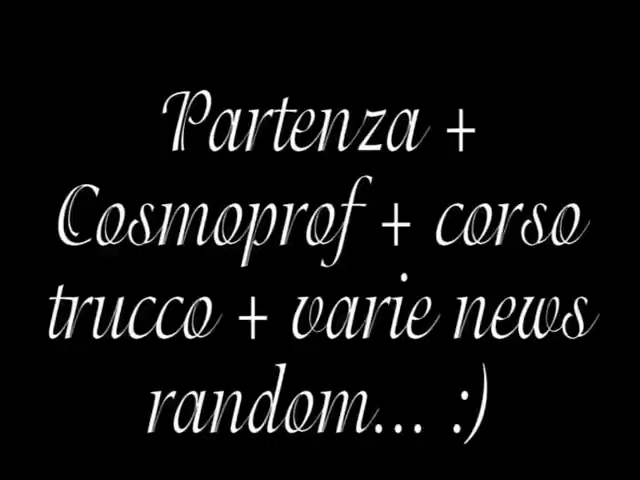 Partenza +
Cosmoprof + corso
trucco + varie news
random... :)